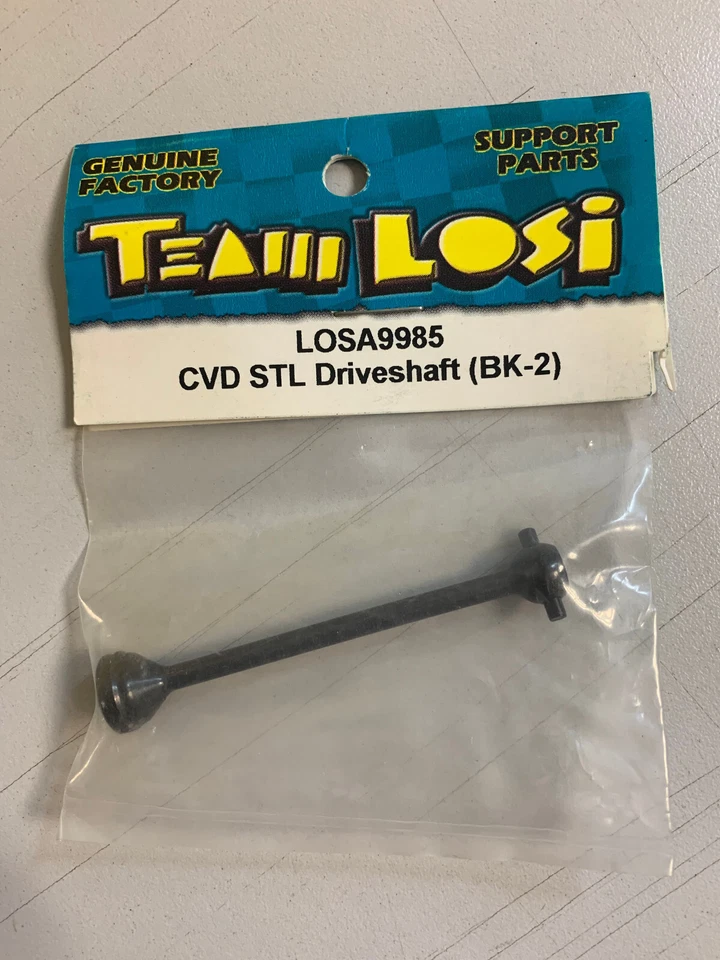 GENUINE
FACTORY
SUPPORT
PARTS
TEAM LOSi
LOSA9985
CVD STL Driveshaft (BK-2)